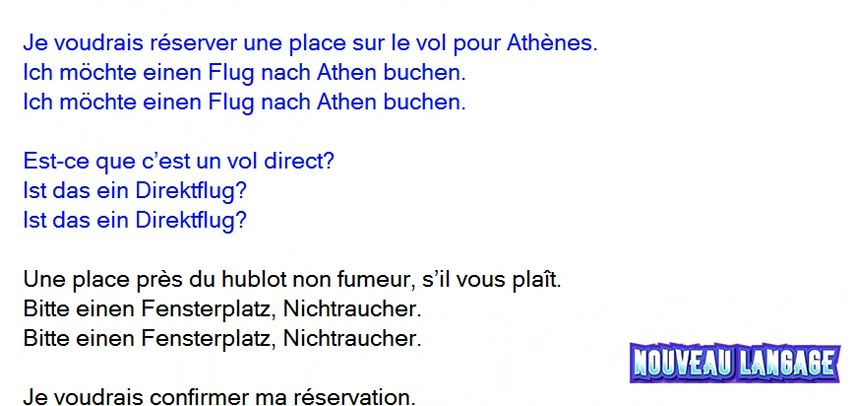 Je voudrais réserver une place sur le vol pour Athènes.
Ich möchte einen Flug nach Athen buchen.
Ich möchte einen Flug nach Athen buchen.
Est-ce que c’est un vol direct?
Ist das ein Direktflug?
Ist das ein Direktflug?
Une place près du hublot non fumeur, s’il vous plaît.
Bitte einen Fensterplatz, Nichtraucher.
Bitte einen Fensterplatz, Nichtraucher.
NOUVEAU LANGAGE
Je voudrais confirmer ma réservation.